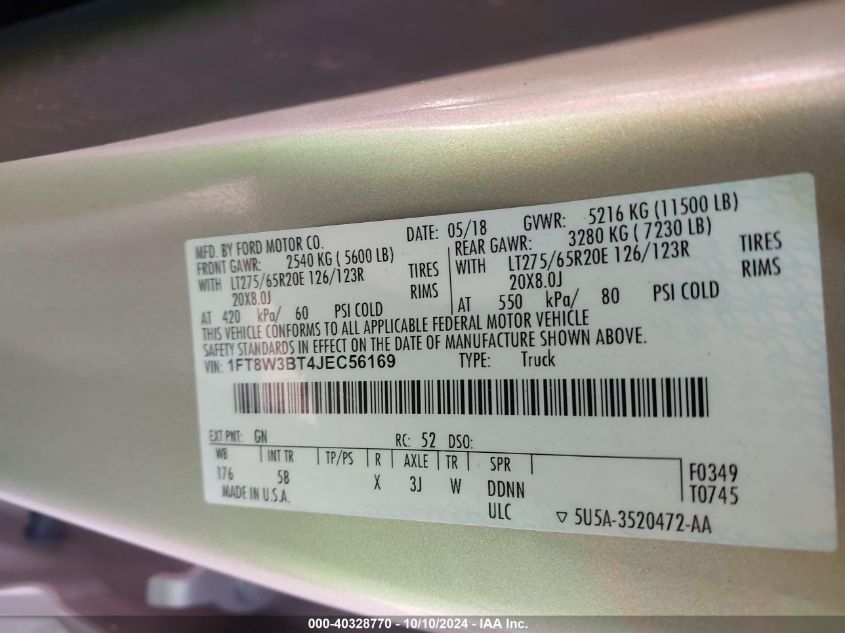 MFD. BY FORD MOTOR CO.
DATE: 05/18 GVWR: 5216 KG (11500 LB)
FRONT GAWR: 2540 KG ( 5600 LB) REAR GAWR: 3280 KG ( 7230 LB)
WITH LT275/65R20E 126/123R TIRES WITH LT275/65R20E 126/123R TIRES
20X8.0J RIMS 20X8.0J RIMS
AT 420 kPa/ 60 PSI COLD AT 550 kPa/ 80 PSI COLD
THIS VEHICLE CONFORMS TO ALL APPLICABLE FEDERAL MOTOR VEHICLE
SAFETY STANDARDS IN EFFECT ON THE DATE OF MANUFACTURE SHOWN ABOVE.
VIN: 1FT8W3BT4JEC56169 TYPE: Truck
EXT PNT: GN RC: 52 DSO:
WB INT TR TP/PS R AXLE TR SPR F0349
176 5B X 3J W DDNN T0745
MADE IN U.S.A. ULC ▽ 5U5A-3520472-AA
000-40328770 - 10/10/2024 - IAA Inc.